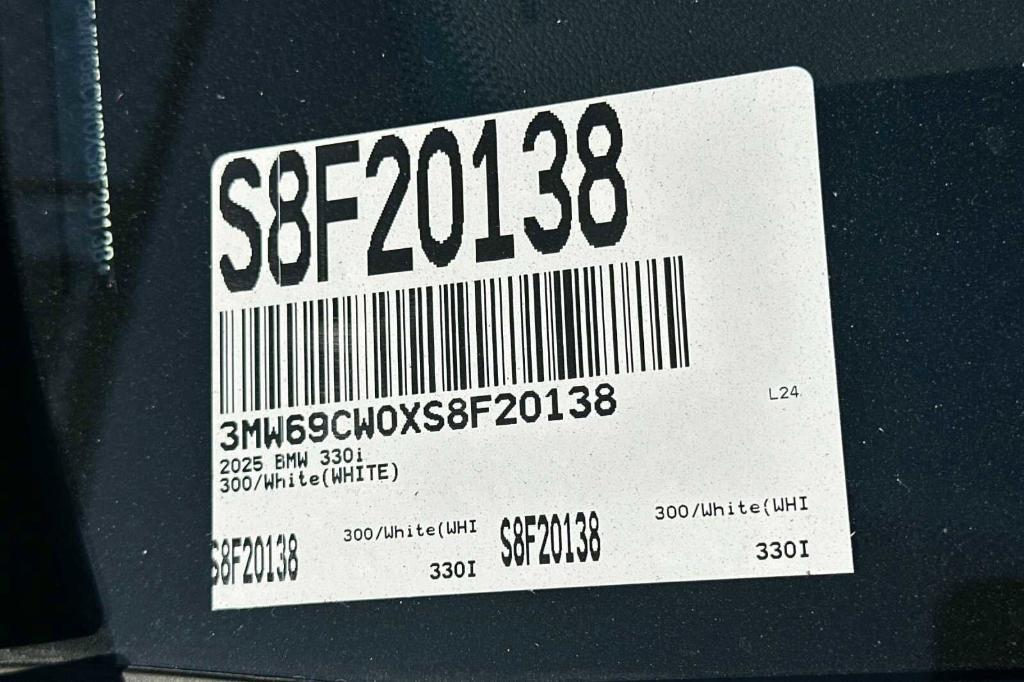 S8F20138
3MW69CW0XS8F20138
L24
2025 BMW 330i
300/White(WHITE)
S8F20138
300/White(WHI
330I
S8F20138
300/White(WHI
330I